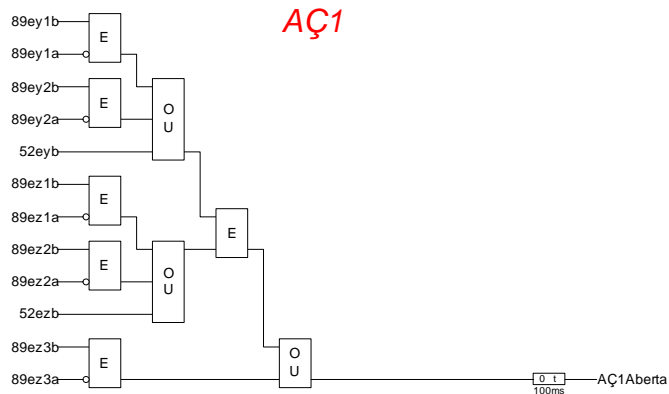 AÇ1
89ey1b
E
89ey1a
89ey2b
E
89ey2a
O
U
52eyb
89ez1b
E
89ez1a
E
89ez2b
E
89ez2a
O
U
52ezb
89ez3b
E
89ez3a
O
U
0 t
100ms
AÇ1Aberta